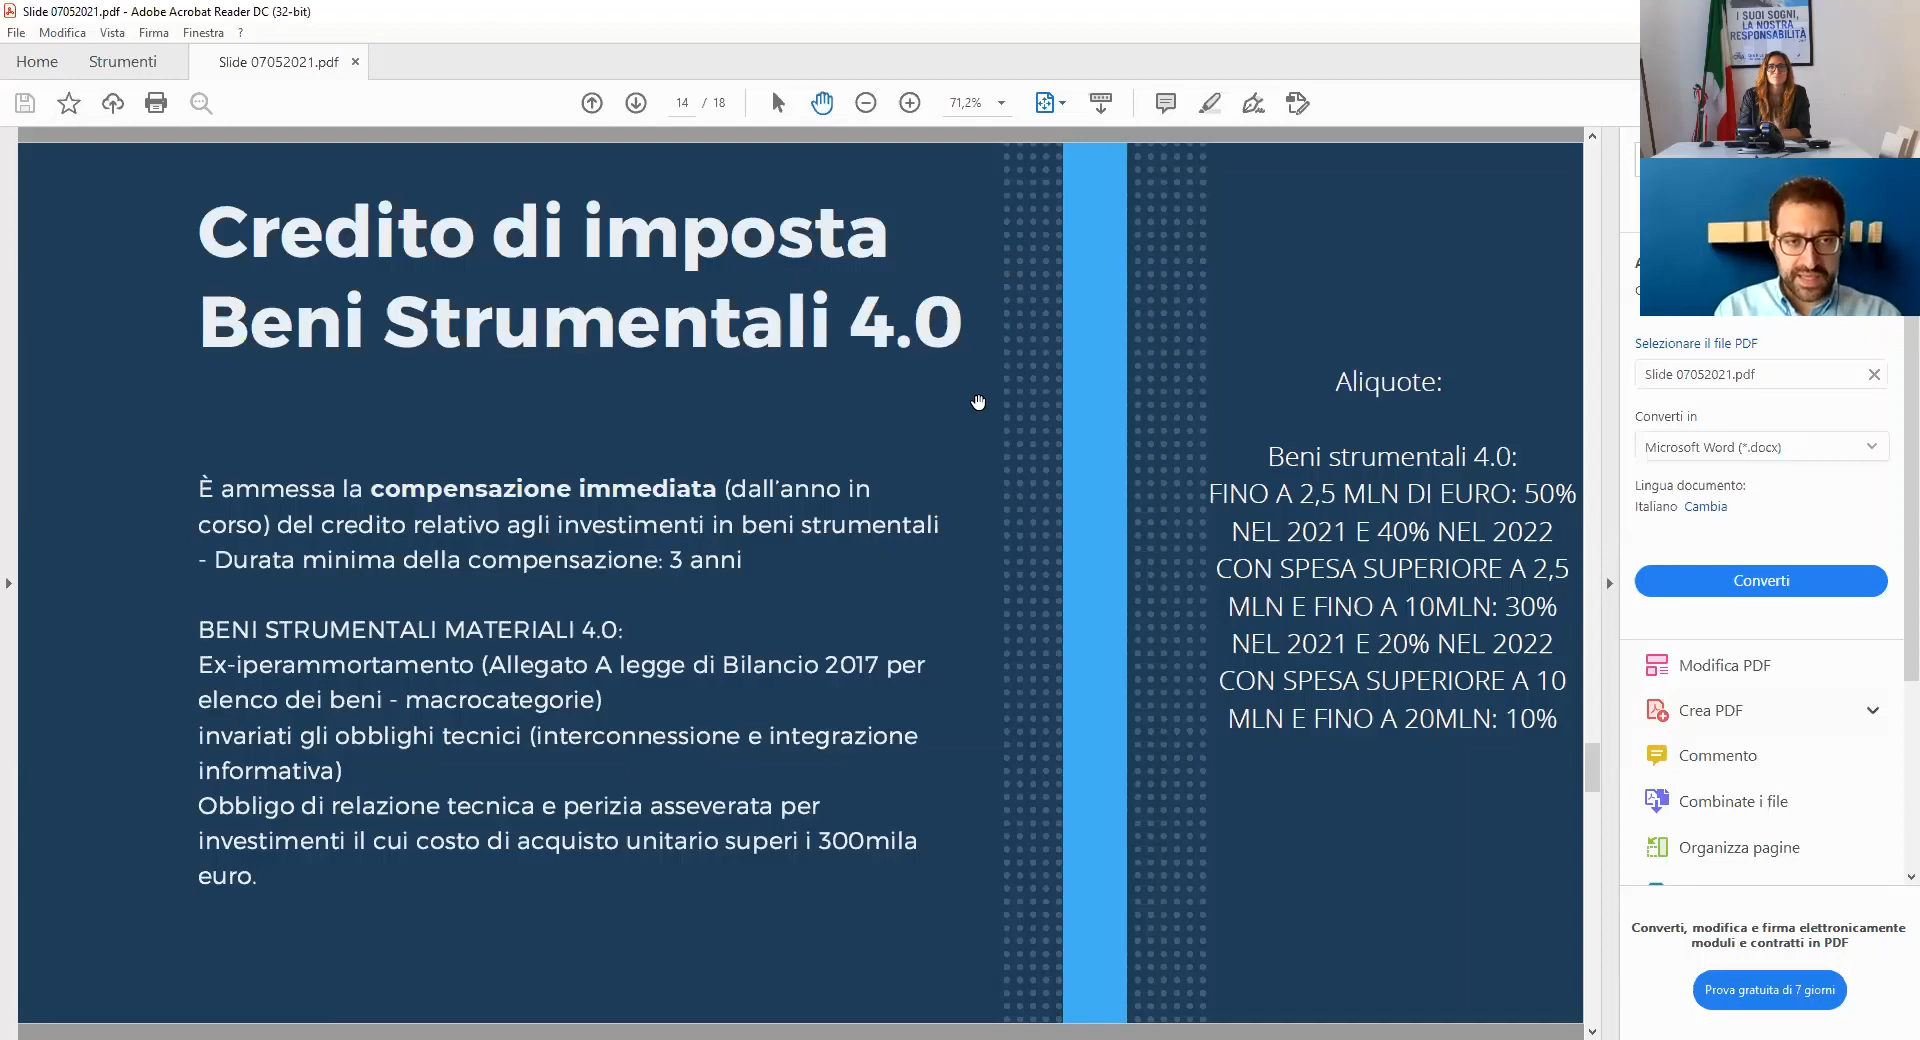 Slide 07052021.pdf - Adobe Acrobat Reader DC (32-bit)
File Modifica Vista Firma Finestra ?
Home Strumenti Slide 07052021.pdf ×
14 / 18 71,2%
I SUOI SOGNI,
LA NOSTRA
RESPONSABILITÀ
Credito di imposta
Beni Strumentali 4.0
È ammessa la compensazione immediata (dall'anno in
corso) del credito relativo agli investimenti in beni strumentali
- Durata minima della compensazione: 3 anni
BENI STRUMENTALI MATERIALI 4.0:
Ex-iperammortamento (Allegato A legge di Bilancio 2017 per
elenco dei beni - macrocategorie)
invariati gli obblighi tecnici (interconnessione e integrazione
informativa)
Obbligo di relazione tecnica e perizia asseverata per
investimenti il cui costo di acquisto unitario superi i 300mila
euro.
Aliquote:
Beni strumentali 4.0:
FINO A 2,5 MLN DI EURO: 50%
NEL 2021 E 40% NEL 2022
CON SPESA SUPERIORE A 2,5
MLN E FINO A 10MLN: 30%
NEL 2021 E 20% NEL 2022
CON SPESA SUPERIORE A 10
MLN E FINO A 20MLN: 10%
Selezionare il file PDF
Slide 07052021.pdf
Converti in
Microsoft Word (*.docx)
Lingua documento:
Italiano Cambia
Converti
Modifica PDF
Crea PDF
Commento
Combinate i file
Organizza pagine
Converti, modifica e firma elettronicamente
moduli e contratti in PDF
Prova gratuita di 7 giorni